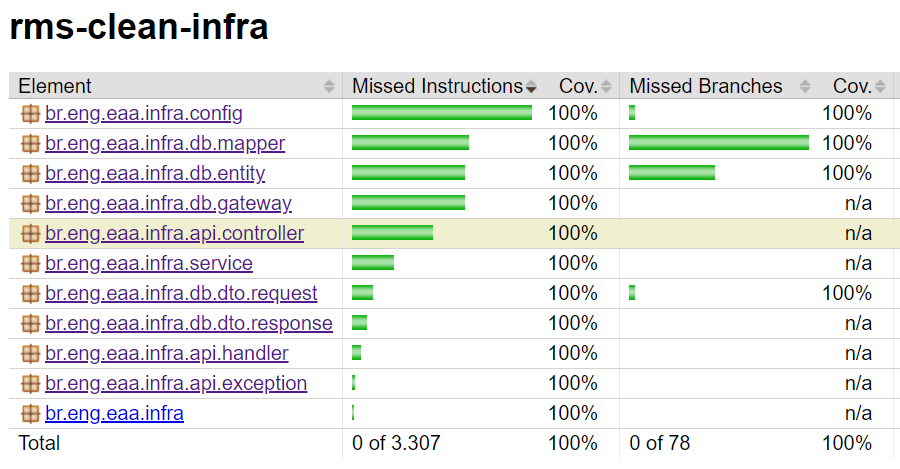 rms-clean-infra
Element Missed Instructions Cov. Missed Branches Cov.
br.eng.eaa.infra.config 100% 100%
br.eng.eaa.infra.db.mapper 100% 100%
br.eng.eaa.infra.db.entity 100% 100%
br.eng.eaa.infra.db.gateway 100% n/a
br.eng.eaa.infra.api.controller 100% n/a
br.eng.eaa.infra.service 100% n/a
br.eng.eaa.infra.db.dto.request 100% 100%
br.eng.eaa.infra.db.dto.response 100% n/a
br.eng.eaa.infra.api.handler 100% n/a
br.eng.eaa.infra.api.exception 100% n/a
br.eng.eaa.infra 100% n/a
Total 0 of 3.307 100% 0 of 78 100%